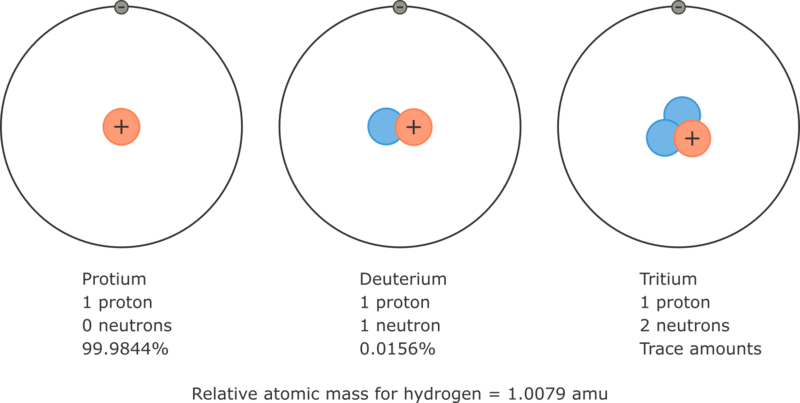 −
−
−
+
+
+
Protium
1 proton
0 neutrons
99.9844%
Deuterium
1 proton
1 neutron
0.0156%
Tritium
1 proton
2 neutrons
Trace amounts
Relative atomic mass for hydrogen = 1.0079 amu